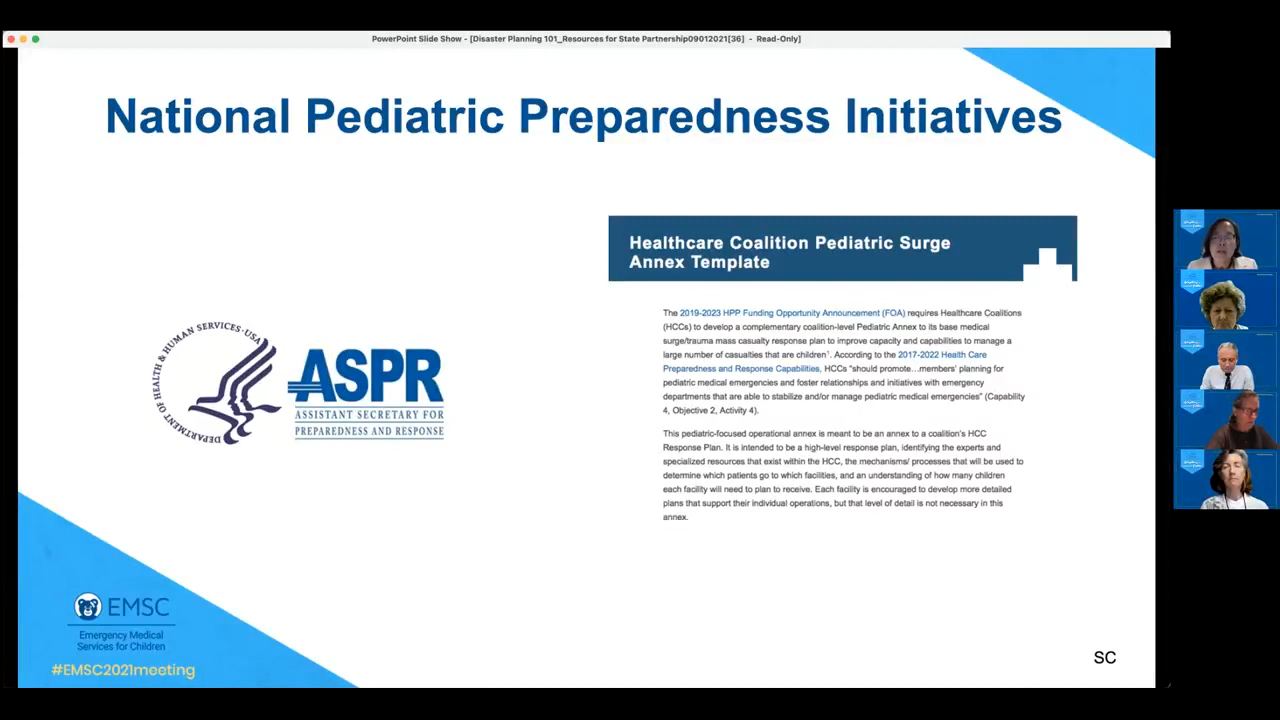 PowerPoint Slide Show - [Disaster Planning 101_Resources for State Partnership09012021[36] - Read-Only]
National Pediatric Preparedness Initiatives
DEPARTMENT OF HEALTH & HUMAN SERVICES·USA
ASPR
ASSISTANT SECRETARY FOR
PREPAREDNESS AND RESPONSE
Healthcare Coalition Pediatric Surge
Annex Template
The 2019-2023 HPP Funding Opportunity Announcement (FOA) requires Healthcare Coalitions
(HCCs) to develop a complementary coalition-level Pediatric Annex to its base medical
surge/trauma mass casualty response plan to improve capacity and capabilities to manage a
large number of casualties that are children¹. According to the 2017-2022 Health Care
Preparedness and Response Capabilities, HCCs "should promote…members' planning for
pediatric medical emergencies and foster relationships and initiatives with emergency
departments that are able to stabilize and/or manage pediatric medical emergencies" (Capability
4, Objective 2, Activity 4).
This pediatric-focused operational annex is meant to be an annex to a coalition's HCC
Response Plan. It is intended to be a high-level response plan, identifying the experts and
specialized resources that exist within the HCC, the mechanisms/ processes that will be used to
determine which patients go to which facilities, and an understanding of how many children
each facility will need to plan to receive. Each facility is encouraged to develop more detailed
plans that support their individual operations, but that level of detail is not necessary in this
annex.
EMSC
Emergency Medical
Services for Children
#EMSC2021meeting
SC